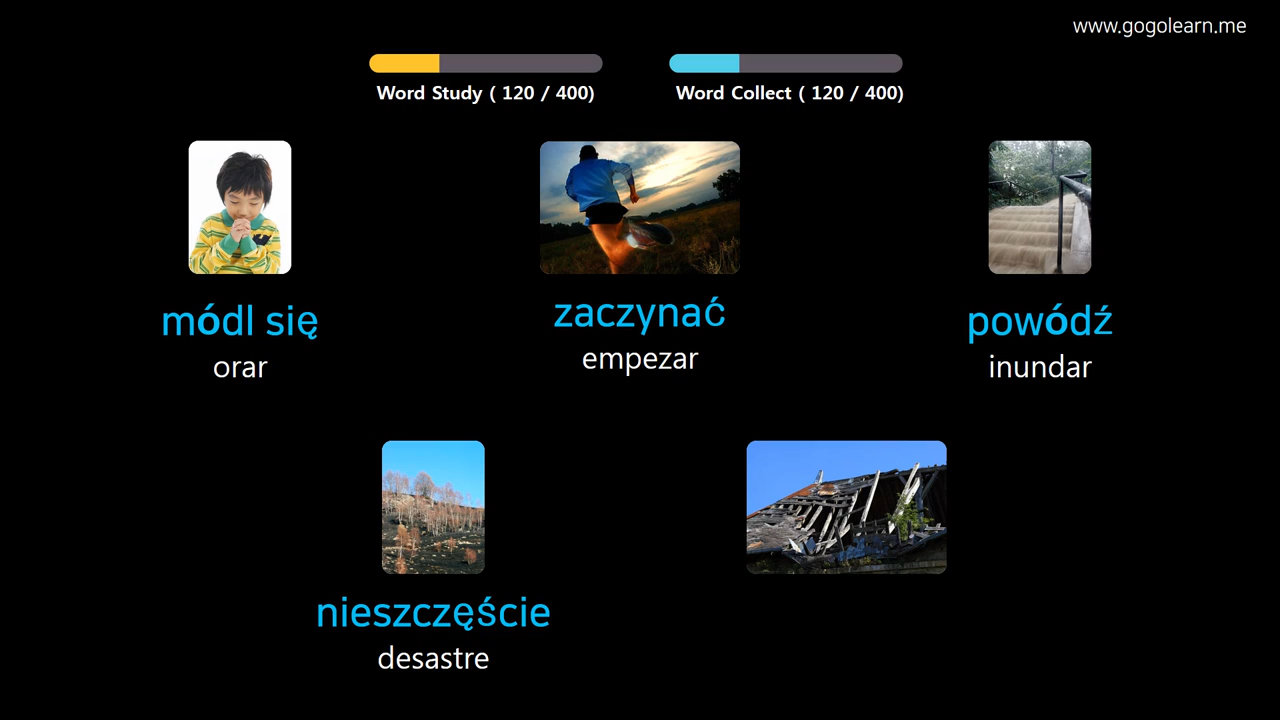 www.gogolearn.me
Word Study ( 120 / 400)
Word Collect ( 120 / 400)
módl się
orar
zaczynać
empezar
powódź
inundar
nieszczęście
desastre